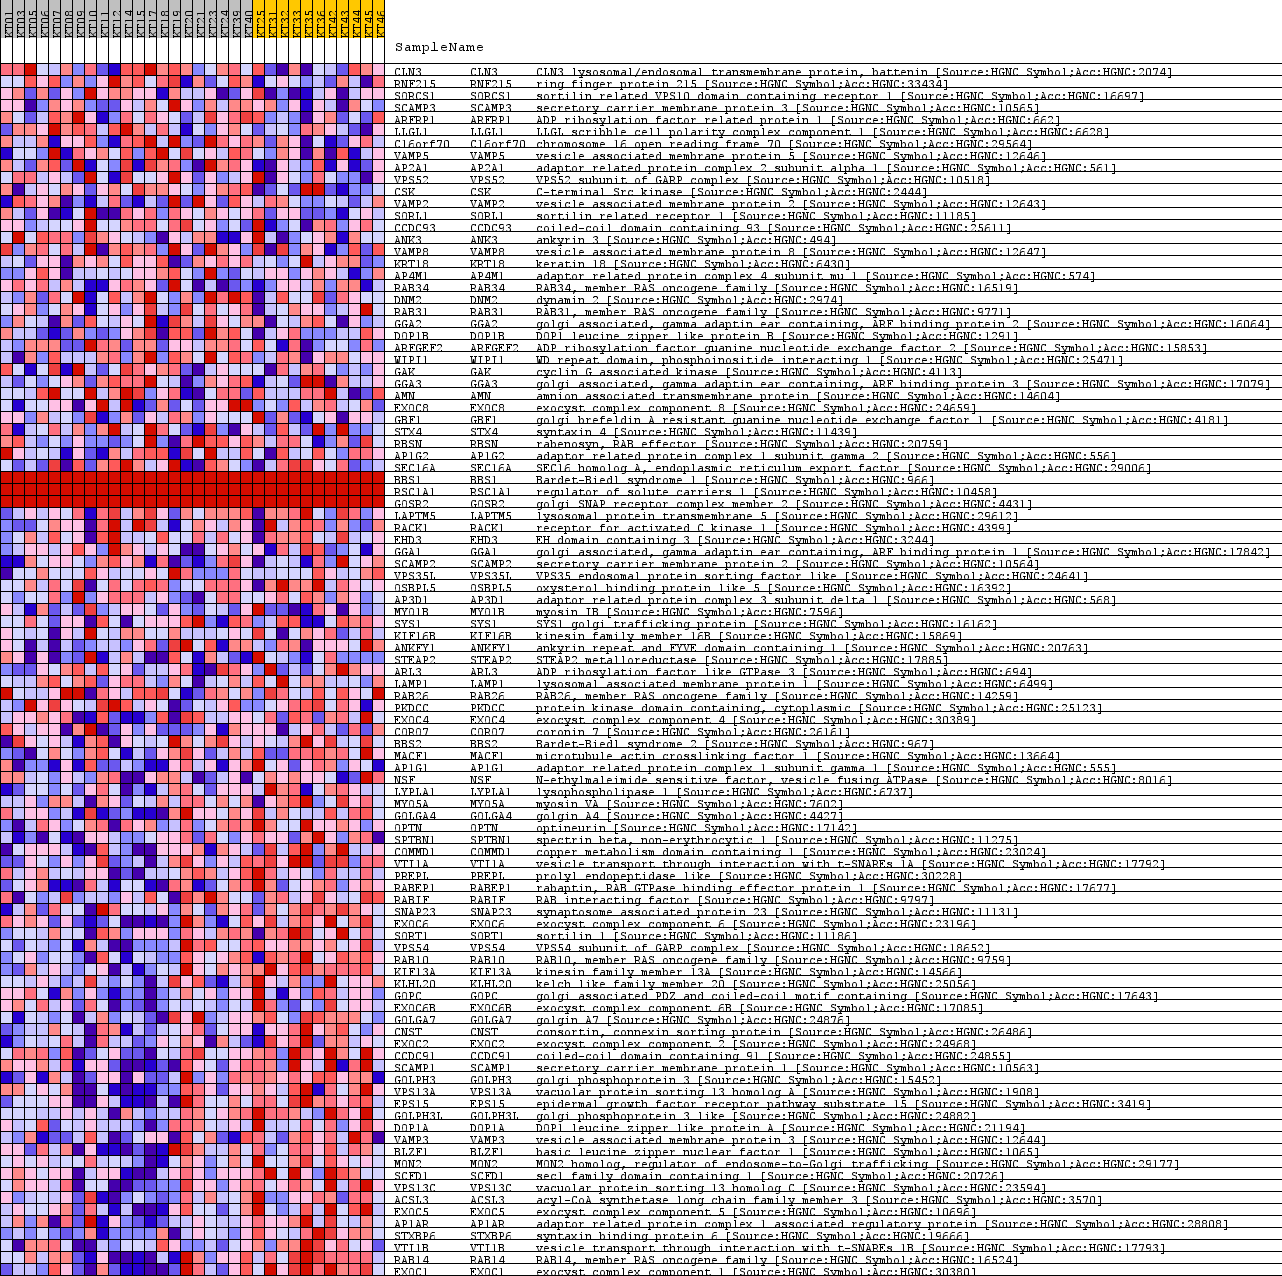 KT01 KT03 KT05 KT06 KT07 KT08 KT09 KT10 KT11 KT12 KT14 KT15 KT17 KT18 KT19 KT20 KT21 KT23 KT24 KT39 KT40 KT25 KT31 KT32 KT33 KT35 KT36 KT42 KT43 KT44 KT45 KT46
SampleName
CLN3 CLN3 CLN3 lysosomal/endosomal transmembrane protein, battenin [Source:HGNC Symbol;Acc:HGNC:2074]
RNF215 RNF215 ring finger protein 215 [Source:HGNC Symbol;Acc:HGNC:33434]
SORCS1 SORCS1 sortilin related VPS10 domain containing receptor 1 [Source:HGNC Symbol;Acc:HGNC:16697]
SCAMP3 SCAMP3 secretory carrier membrane protein 3 [Source:HGNC Symbol;Acc:HGNC:10565]
ARFRP1 ARFRP1 ADP ribosylation factor related protein 1 [Source:HGNC Symbol;Acc:HGNC:662]
LLGL1 LLGL1 LLGL scribble cell polarity complex component 1 [Source:HGNC Symbol;Acc:HGNC:6628]
C16orf70 C16orf70 chromosome 16 open reading frame 70 [Source:HGNC Symbol;Acc:HGNC:29564]
VAMP5 VAMP5 vesicle associated membrane protein 5 [Source:HGNC Symbol;Acc:HGNC:12646]
AP2A1 AP2A1 adaptor related protein complex 2 subunit alpha 1 [Source:HGNC Symbol;Acc:HGNC:561]
VPS52 VPS52 VPS52 subunit of GARP complex [Source:HGNC Symbol;Acc:HGNC:10518]
CSK CSK C-terminal Src kinase [Source:HGNC Symbol;Acc:HGNC:2444]
VAMP2 VAMP2 vesicle associated membrane protein 2 [Source:HGNC Symbol;Acc:HGNC:12643]
SORL1 SORL1 sortilin related receptor 1 [Source:HGNC Symbol;Acc:HGNC:11185]
CCDC93 CCDC93 coiled-coil domain containing 93 [Source:HGNC Symbol;Acc:HGNC:25611]
ANK3 ANK3 ankyrin 3 [Source:HGNC Symbol;Acc:HGNC:494]
VAMP8 VAMP8 vesicle associated membrane protein 8 [Source:HGNC Symbol;Acc:HGNC:12647]
KRT18 KRT18 keratin 18 [Source:HGNC Symbol;Acc:HGNC:6430]
AP4M1 AP4M1 adaptor related protein complex 4 subunit mu 1 [Source:HGNC Symbol;Acc:HGNC:574]
RAB34 RAB34 RAB34, member RAS oncogene family [Source:HGNC Symbol;Acc:HGNC:16519]
DNM2 DNM2 dynamin 2 [Source:HGNC Symbol;Acc:HGNC:2974]
RAB31 RAB31 RAB31, member RAS oncogene family [Source:HGNC Symbol;Acc:HGNC:9771]
GGA2 GGA2 golgi associated, gamma adaptin ear containing, ARF binding protein 2 [Source:HGNC Symbol;Acc:HGNC:16064]
DOP1B DOP1B DOP1 leucine zipper like protein B [Source:HGNC Symbol;Acc:HGNC:1291]
ARFGEF2 ARFGEF2 ADP ribosylation factor guanine nucleotide exchange factor 2 [Source:HGNC Symbol;Acc:HGNC:15853]
WIPI1 WIPI1 WD repeat domain, phosphoinositide interacting 1 [Source:HGNC Symbol;Acc:HGNC:25471]
GAK GAK cyclin G associated kinase [Source:HGNC Symbol;Acc:HGNC:4113]
GGA3 GGA3 golgi associated, gamma adaptin ear containing, ARF binding protein 3 [Source:HGNC Symbol;Acc:HGNC:17079]
AMN AMN amnion associated transmembrane protein [Source:HGNC Symbol;Acc:HGNC:14604]
EXOC8 EXOC8 exocyst complex component 8 [Source:HGNC Symbol;Acc:HGNC:24659]
GBF1 GBF1 golgi brefeldin A resistant guanine nucleotide exchange factor 1 [Source:HGNC Symbol;Acc:HGNC:4181]
STX4 STX4 syntaxin 4 [Source:HGNC Symbol;Acc:HGNC:11439]
RBSN RBSN rabenosyn, RAB effector [Source:HGNC Symbol;Acc:HGNC:20759]
AP1G2 AP1G2 adaptor related protein complex 1 subunit gamma 2 [Source:HGNC Symbol;Acc:HGNC:556]
SEC16A SEC16A SEC16 homolog A, endoplasmic reticulum export factor [Source:HGNC Symbol;Acc:HGNC:29006]
BBS1 BBS1 Bardet-Biedl syndrome 1 [Source:HGNC Symbol;Acc:HGNC:966]
RSC1A1 RSC1A1 regulator of solute carriers 1 [Source:HGNC Symbol;Acc:HGNC:10458]
GOSR2 GOSR2 golgi SNAP receptor complex member 2 [Source:HGNC Symbol;Acc:HGNC:4431]
LAPTM5 LAPTM5 lysosomal protein transmembrane 5 [Source:HGNC Symbol;Acc:HGNC:29612]
RACK1 RACK1 receptor for activated C kinase 1 [Source:HGNC Symbol;Acc:HGNC:4399]
EHD3 EHD3 EH domain containing 3 [Source:HGNC Symbol;Acc:HGNC:3244]
GGA1 GGA1 golgi associated, gamma adaptin ear containing, ARF binding protein 1 [Source:HGNC Symbol;Acc:HGNC:17842]
SCAMP2 SCAMP2 secretory carrier membrane protein 2 [Source:HGNC Symbol;Acc:HGNC:10564]
VPS35L VPS35L VPS35 endosomal protein sorting factor like [Source:HGNC Symbol;Acc:HGNC:24641]
OSBPL5 OSBPL5 oxysterol binding protein like 5 [Source:HGNC Symbol;Acc:HGNC:16392]
AP3D1 AP3D1 adaptor related protein complex 3 subunit delta 1 [Source:HGNC Symbol;Acc:HGNC:568]
MYO1B MYO1B myosin IB [Source:HGNC Symbol;Acc:HGNC:7596]
SYS1 SYS1 SYS1 golgi trafficking protein [Source:HGNC Symbol;Acc:HGNC:16162]
KIF16B KIF16B kinesin family member 16B [Source:HGNC Symbol;Acc:HGNC:15869]
ANKFY1 ANKFY1 ankyrin repeat and FYVE domain containing 1 [Source:HGNC Symbol;Acc:HGNC:20763]
STEAP2 STEAP2 STEAP2 metalloreductase [Source:HGNC Symbol;Acc:HGNC:17885]
ARL3 ARL3 ADP ribosylation factor like GTPase 3 [Source:HGNC Symbol;Acc:HGNC:694]
LAMP1 LAMP1 lysosomal associated membrane protein 1 [Source:HGNC Symbol;Acc:HGNC:6499]
RAB26 RAB26 RAB26, member RAS oncogene family [Source:HGNC Symbol;Acc:HGNC:14259]
PKDCC PKDCC protein kinase domain containing, cytoplasmic [Source:HGNC Symbol;Acc:HGNC:25123]
EXOC4 EXOC4 exocyst complex component 4 [Source:HGNC Symbol;Acc:HGNC:30389]
CORO7 CORO7 coronin 7 [Source:HGNC Symbol;Acc:HGNC:26161]
BBS2 BBS2 Bardet-Biedl syndrome 2 [Source:HGNC Symbol;Acc:HGNC:967]
MACF1 MACF1 microtubule actin crosslinking factor 1 [Source:HGNC Symbol;Acc:HGNC:13664]
AP1G1 AP1G1 adaptor related protein complex 1 subunit gamma 1 [Source:HGNC Symbol;Acc:HGNC:555]
NSF NSF N-ethylmaleimide sensitive factor, vesicle fusing ATPase [Source:HGNC Symbol;Acc:HGNC:8016]
LYPLA1 LYPLA1 lysophospholipase 1 [Source:HGNC Symbol;Acc:HGNC:6737]
MYO5A MYO5A myosin VA [Source:HGNC Symbol;Acc:HGNC:7602]
GOLGA4 GOLGA4 golgin A4 [Source:HGNC Symbol;Acc:HGNC:4427]
OPTN OPTN optineurin [Source:HGNC Symbol;Acc:HGNC:17142]
SPTBN1 SPTBN1 spectrin beta, non-erythrocytic 1 [Source:HGNC Symbol;Acc:HGNC:11275]
COMMD1 COMMD1 copper metabolism domain containing 1 [Source:HGNC Symbol;Acc:HGNC:23024]
VTI1A VTI1A vesicle transport through interaction with t-SNAREs 1A [Source:HGNC Symbol;Acc:HGNC:17792]
PREPL PREPL prolyl endopeptidase like [Source:HGNC Symbol;Acc:HGNC:30228]
RABEP1 RABEP1 rabaptin, RAB GTPase binding effector protein 1 [Source:HGNC Symbol;Acc:HGNC:17677]
RABIF RABIF RAB interacting factor [Source:HGNC Symbol;Acc:HGNC:9797]
SNAP23 SNAP23 synaptosome associated protein 23 [Source:HGNC Symbol;Acc:HGNC:11131]
EXOC6 EXOC6 exocyst complex component 6 [Source:HGNC Symbol;Acc:HGNC:23196]
SORT1 SORT1 sortilin 1 [Source:HGNC Symbol;Acc:HGNC:11186]
VPS54 VPS54 VPS54 subunit of GARP complex [Source:HGNC Symbol;Acc:HGNC:18652]
RAB10 RAB10 RAB10, member RAS oncogene family [Source:HGNC Symbol;Acc:HGNC:9759]
KIF13A KIF13A kinesin family member 13A [Source:HGNC Symbol;Acc:HGNC:14566]
KLHL20 KLHL20 kelch like family member 20 [Source:HGNC Symbol;Acc:HGNC:25056]
GOPC GOPC golgi associated PDZ and coiled-coil motif containing [Source:HGNC Symbol;Acc:HGNC:17643]
EXOC6B EXOC6B exocyst complex component 6B [Source:HGNC Symbol;Acc:HGNC:17085]
GOLGA7 GOLGA7 golgin A7 [Source:HGNC Symbol;Acc:HGNC:24876]
CNST CNST consortin, connexin sorting protein [Source:HGNC Symbol;Acc:HGNC:26486]
EXOC2 EXOC2 exocyst complex component 2 [Source:HGNC Symbol;Acc:HGNC:24968]
CCDC91 CCDC91 coiled-coil domain containing 91 [Source:HGNC Symbol;Acc:HGNC:24855]
SCAMP1 SCAMP1 secretory carrier membrane protein 1 [Source:HGNC Symbol;Acc:HGNC:10563]
GOLPH3 GOLPH3 golgi phosphoprotein 3 [Source:HGNC Symbol;Acc:HGNC:15452]
VPS13A VPS13A vacuolar protein sorting 13 homolog A [Source:HGNC Symbol;Acc:HGNC:1908]
EPS15 EPS15 epidermal growth factor receptor pathway substrate 15 [Source:HGNC Symbol;Acc:HGNC:3419]
GOLPH3L GOLPH3L golgi phosphoprotein 3 like [Source:HGNC Symbol;Acc:HGNC:24882]
DOP1A DOP1A DOP1 leucine zipper like protein A [Source:HGNC Symbol;Acc:HGNC:21194]
VAMP3 VAMP3 vesicle associated membrane protein 3 [Source:HGNC Symbol;Acc:HGNC:12644]
BLZF1 BLZF1 basic leucine zipper nuclear factor 1 [Source:HGNC Symbol;Acc:HGNC:1065]
MON2 MON2 MON2 homolog, regulator of endosome-to-Golgi trafficking [Source:HGNC Symbol;Acc:HGNC:29177]
SCFD1 SCFD1 sec1 family domain containing 1 [Source:HGNC Symbol;Acc:HGNC:20726]
VPS13C VPS13C vacuolar protein sorting 13 homolog C [Source:HGNC Symbol;Acc:HGNC:23594]
ACSL3 ACSL3 acyl-CoA synthetase long chain family member 3 [Source:HGNC Symbol;Acc:HGNC:3570]
EXOC5 EXOC5 exocyst complex component 5 [Source:HGNC Symbol;Acc:HGNC:10696]
AP1AR AP1AR adaptor related protein complex 1 associated regulatory protein [Source:HGNC Symbol;Acc:HGNC:28808]
STXBP6 STXBP6 syntaxin binding protein 6 [Source:HGNC Symbol;Acc:HGNC:19666]
VTI1B VTI1B vesicle transport through interaction with t-SNAREs 1B [Source:HGNC Symbol;Acc:HGNC:17793]
RAB14 RAB14 RAB14, member RAS oncogene family [Source:HGNC Symbol;Acc:HGNC:16524]
EXOC1 EXOC1 exocyst complex component 1 [Source:HGNC Symbol;Acc:HGNC:30380]